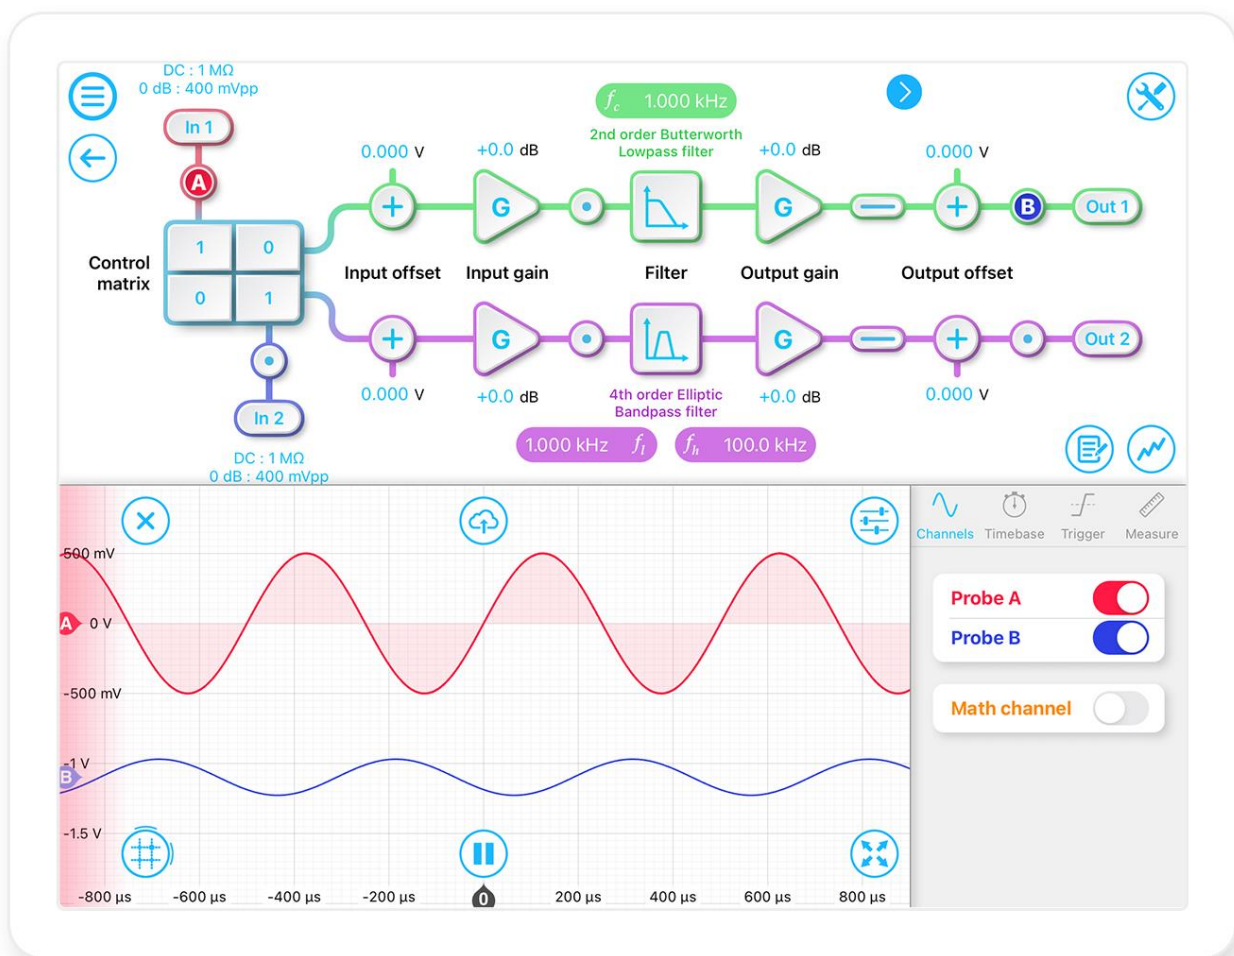 DC : 1 MΩ
0 dB : 400 mVpp
In 1
A
1 0
0 1
Control
matrix
In 2
DC : 1 MΩ
0 dB : 400 mVpp
fc 1.000 kHz
2nd order Butterworth
Lowpass filter
0.000 V
+0.0 dB
+0.0 dB
0.000 V
G
G
B
Out 1
Input offset
Input gain
Filter
Output gain
Output offset
G
G
Out 2
0.000 V
+0.0 dB
4th order Elliptic
Bandpass filter
+0.0 dB
0.000 V
1.000 kHz fl
fh 100.0 kHz
500 mV
A
0 V
-500 mV
-1 V
B
-1.5 V
-800 µs
-600 µs
-400 µs
-200 µs
0
200 µs
400 µs
600 µs
800 µs
Channels
Timebase
Trigger
Measure
Probe A
Probe B
Math channel